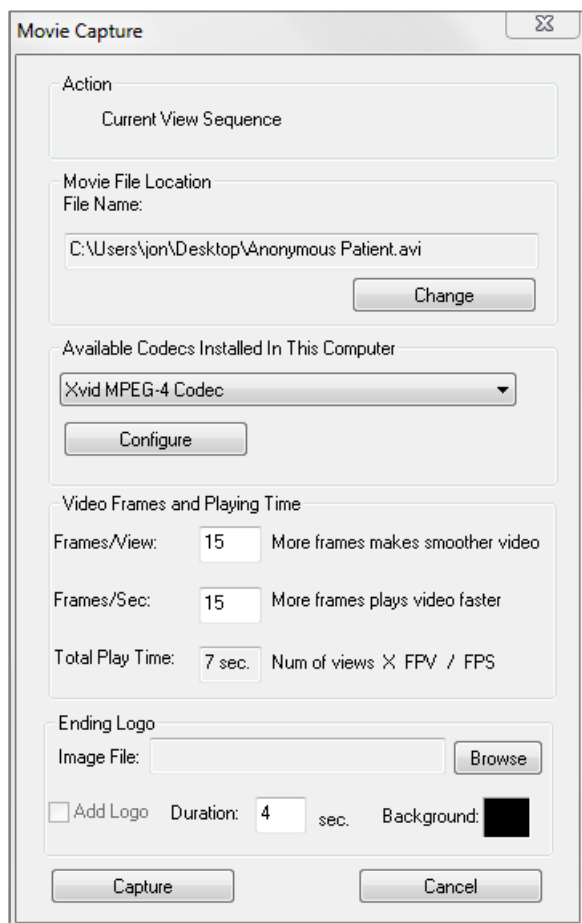 Movie Capture
Action
Current View Sequence
Movie File Location
File Name:
C:\Users\jon\Desktop\Anonymous Patient.avi
Change
Available Codecs Installed In This Computer
Xvid MPEG-4 Codec
Configure
Video Frames and Playing Time
Frames/View: 15 More frames makes smoother video
Frames/Sec: 15 More frames plays video faster
Total Play Time: 7 sec. Num of views X FPV / FPS
Ending Logo
Image File: Browse
Add Logo Duration: 4 sec. Background:
Capture Cancel